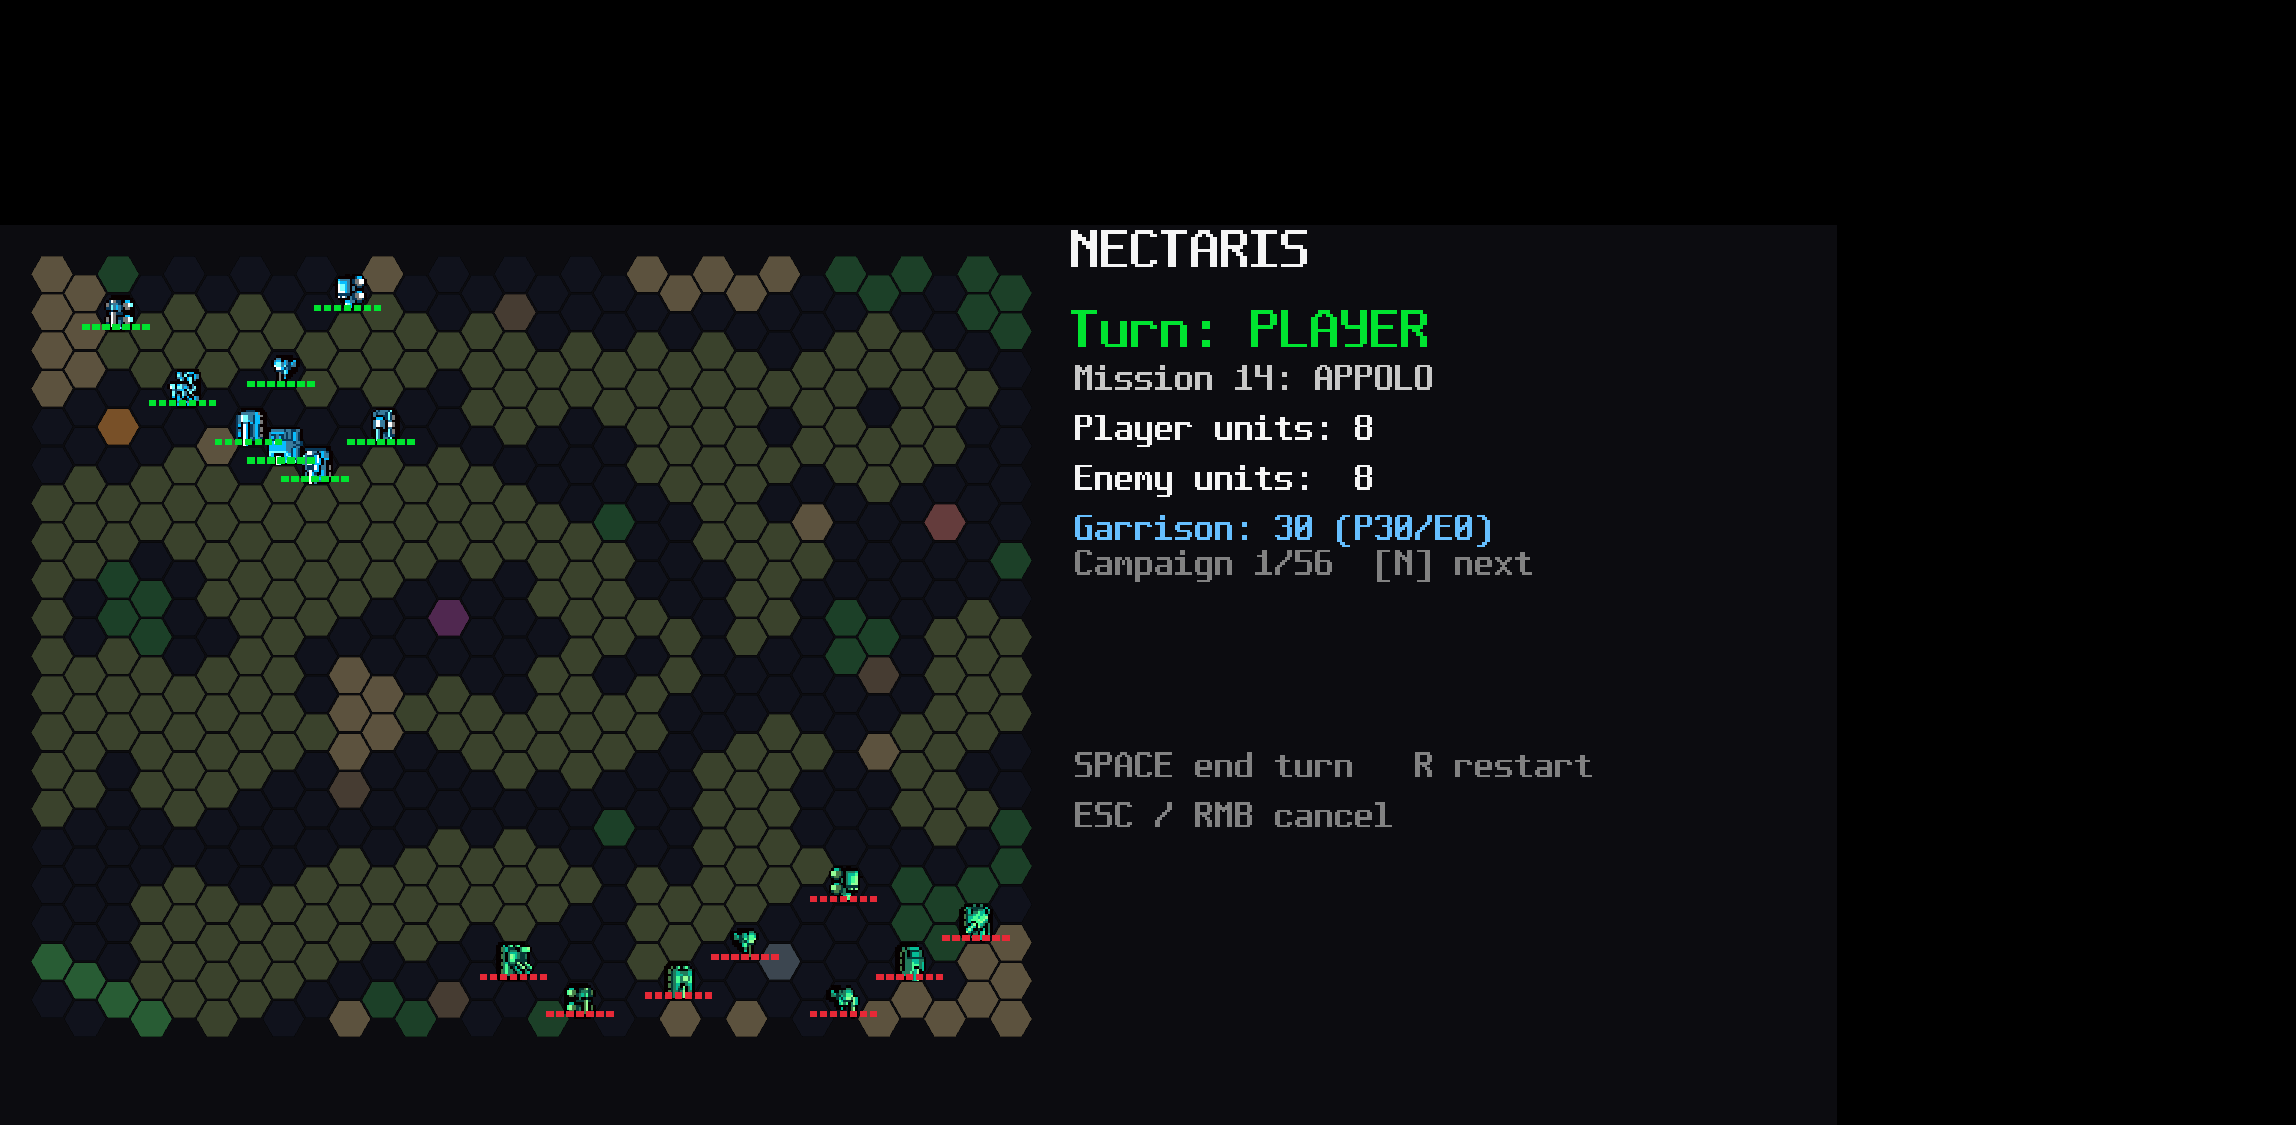 NECTARIS
Turn: PLAYER
Mission 14: APPOLO
Player units: 8
Enemy units: 8
Garrison: 30 (P30/E0)
Campaign 1/56 [N] next
SPACE end turn R restart
ESC / RMB cancel